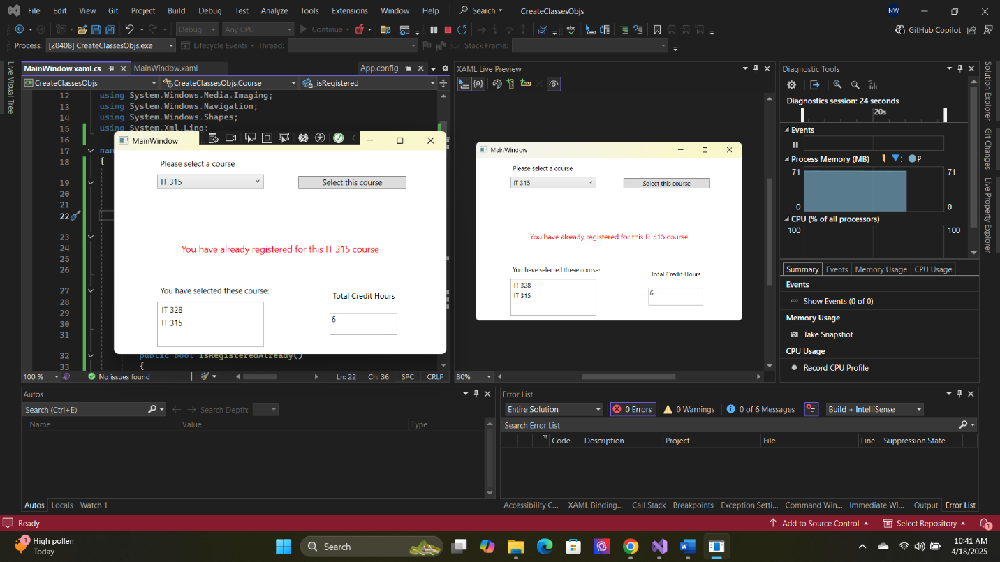 File Edit View Git Project Build Debug Test Analyze Tools Extensions Window Help Search CreateClassesObjs NW
Debug Any CPU Continue GitHub Copilot
Process: [20408] CreateClassesObjs.exe Lifecycle Events Thread: Stack Frame:
Live Visual Tree
MainWindow.xaml.cs MainWindow.xaml App.config
CreateClassesObjs CreateClassesObjs.Course _isRegistered
12 using System.Windows.Media.Imaging;
13 using System.Windows.Navigation;
14 using System.Windows.Shapes;
15 using System.Xml.Linq;
16
17 nam
18 {
19
20
21
22
23
24
25
26
27
28
29
30
31
32 public bool IsRegisteredAlready()
33 {
MainWindow
Please select a course
IT 315 Select this course
You have already registered for this IT 315 course
You have selected these course:
Total Credit Hours
IT 328
IT 315
6
100 % No issues found Ln: 22 Ch: 36 SPC CRLF
XAML Live Preview
MainWindow
Please select a course
IT 315 Select this course
You have already registered for this IT 315 course
You have selected these course:
Total Credit Hours
IT 328
IT 315
6
80%
Diagnostic Tools
Diagnostics session: 24 seconds
20s
Events
Process Memory (MB) P
71 71
0 0
CPU (% of all processors)
100 100
Summary Events Memory Usage CPU Usage
Events
Show Events (0 of 0)
Memory Usage
Take Snapshot
CPU Usage
Record CPU Profile
Solution Explorer
Git Changes
Live Property Explorer
Autos
Search (Ctrl+E) Search Depth:
Name Value Type
Autos Locals Watch 1
Error List
Entire Solution 0 Errors 0 Warnings 0 of 6 Messages Build + IntelliSense
Search Error List
Code Description Project File Line Suppression State
Accessibility C... XAML Binding... Call Stack Breakpoints Exception Setti... Command Win... Immediate Wi... Output Error List
Ready Add to Source Control Select Repository 1
1 High pollen
Today
Search
10:41 AM
4/18/2025